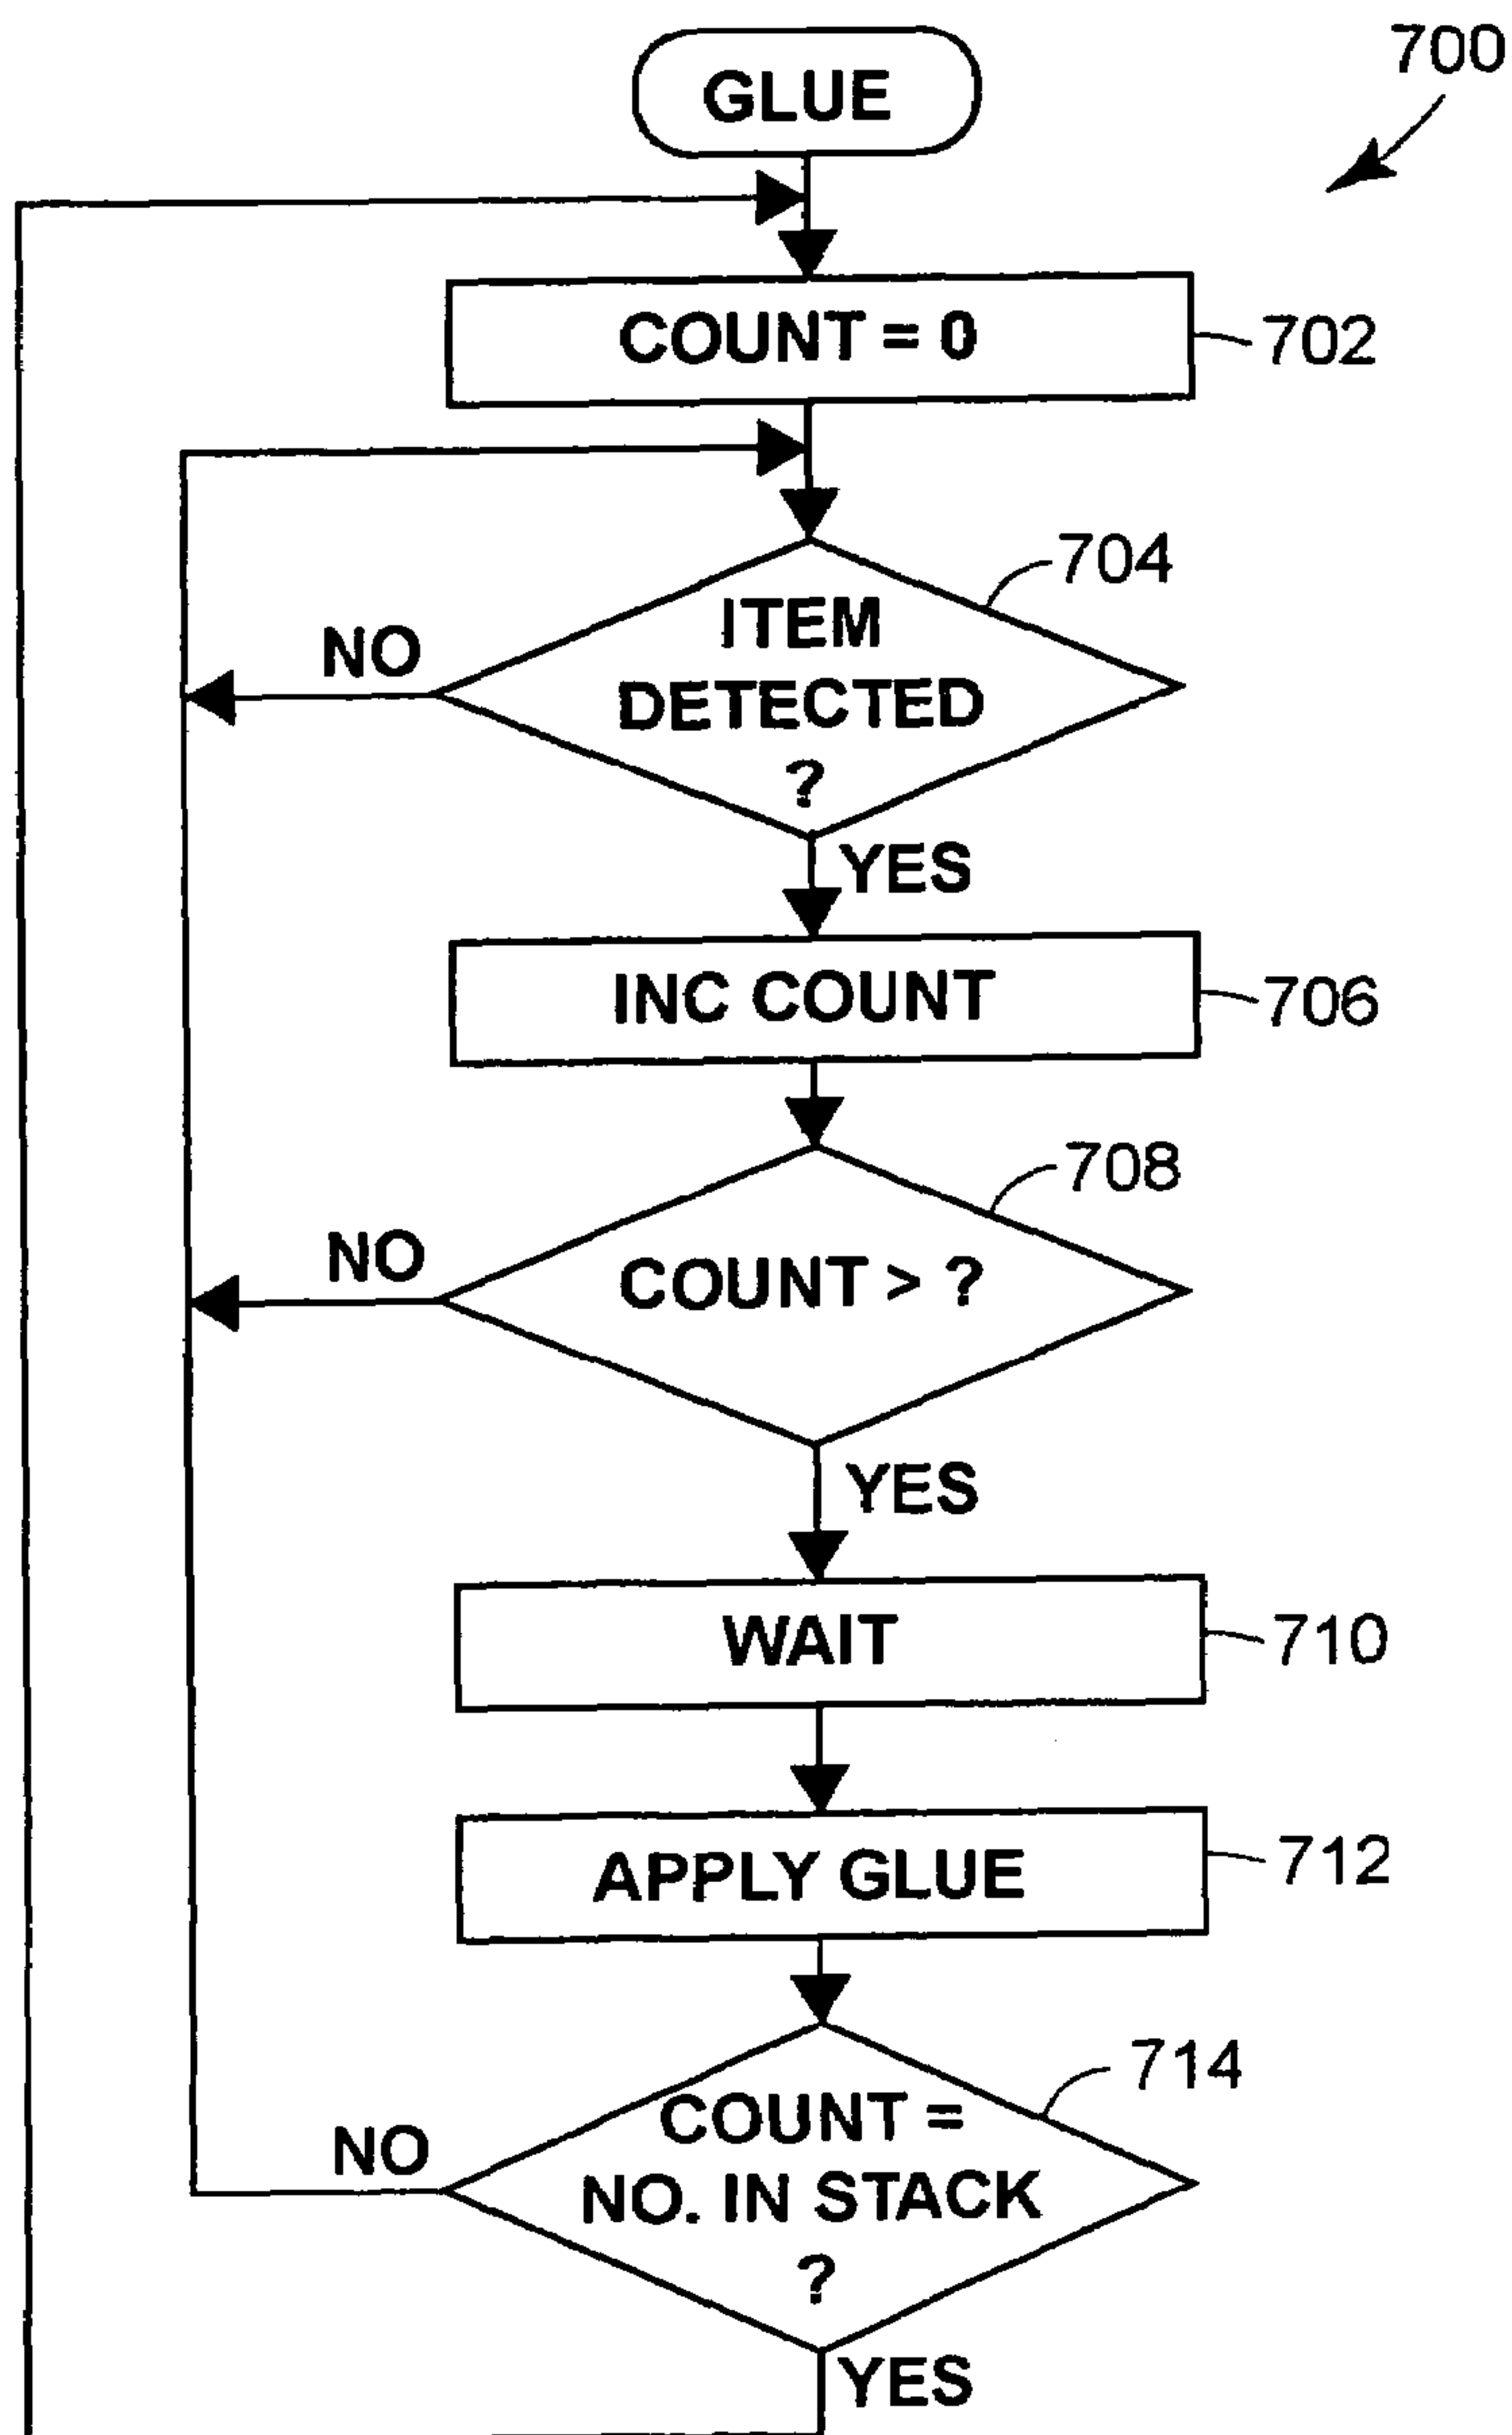 GLUE
700
COUNT = 0
702
704
ITEM
DETECTED
?
NO
YES
INC COUNT
706
708
COUNT > ?
NO
YES
WAIT
710
APPLY GLUE
712
714
COUNT =
NO. IN STACK
?
NO
YES